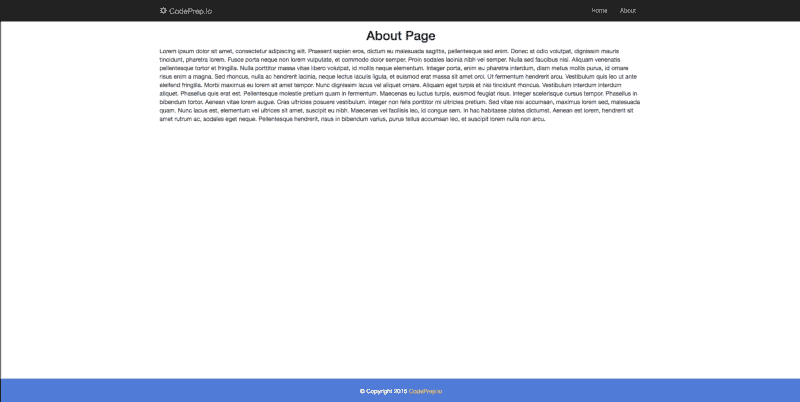 CodePrep.io
Home About
About Page
Lorem ipsum dolor sit amet, consectetur adipiscing elit. Praesent sapien eros, dictum eu malesuada sagittis, pellentesque sed enim. Donec at odio volutpat, dignissim mauris
tincidunt, pharetra lorem. Fusce porta neque non lorem vulputate, et commodo dolor semper. Proin sodales lacinia nibh vel semper. Nulla sed faucibus nisl. Aliquam venenatis
pellentesque tortor et fringilla. Nulla porttitor massa vitae libero volutpat, id mollis neque elementum. Integer porta, enim eu pharetra interdum, diam metus mollis purus, id ornare
risus enim a magna. Sed rhoncus, nulla ac hendrerit lacinia, neque lectus iaculis ligula, et euismod erat massa sit amet orci. Ut fermentum hendrerit arcu. Vestibulum quis leo ut ante
eleifend fringilla. Morbi maximus eu lorem sit amet tempor. Nunc dignissim lacus vel aliquet ornare. Aliquam eget turpis et nisi tincidunt rhoncus. Vestibulum interdum interdum
aliquet. Phasellus quis erat est. Pellentesque molestie pretium quam in fermentum. Maecenas eu luctus turpis, euismod feugiat risus. Integer scelerisque cursus tempor. Phasellus in
bibendum tortor. Aenean vitae lorem augue. Cras ultricies posuere vestibulum. Integer non felis porttitor mi ultricies pretium. Sed vitae nisi accumsan, maximus lorem sed, malesuada
quam. Nunc lacus est, elementum vel ultrices sit amet, suscipit eu nibh. Maecenas vel facilisis leo, id congue sem. In hac habitasse platea dictumst. Aenean est lorem, hendrerit sit
amet rutrum ac, sodales eget neque. Pellentesque hendrerit, risus in bibendum varius, purus tellus accumsan leo, et suscipit lorem nulla non arcu.
© Copyright 2015 CodePrep.io